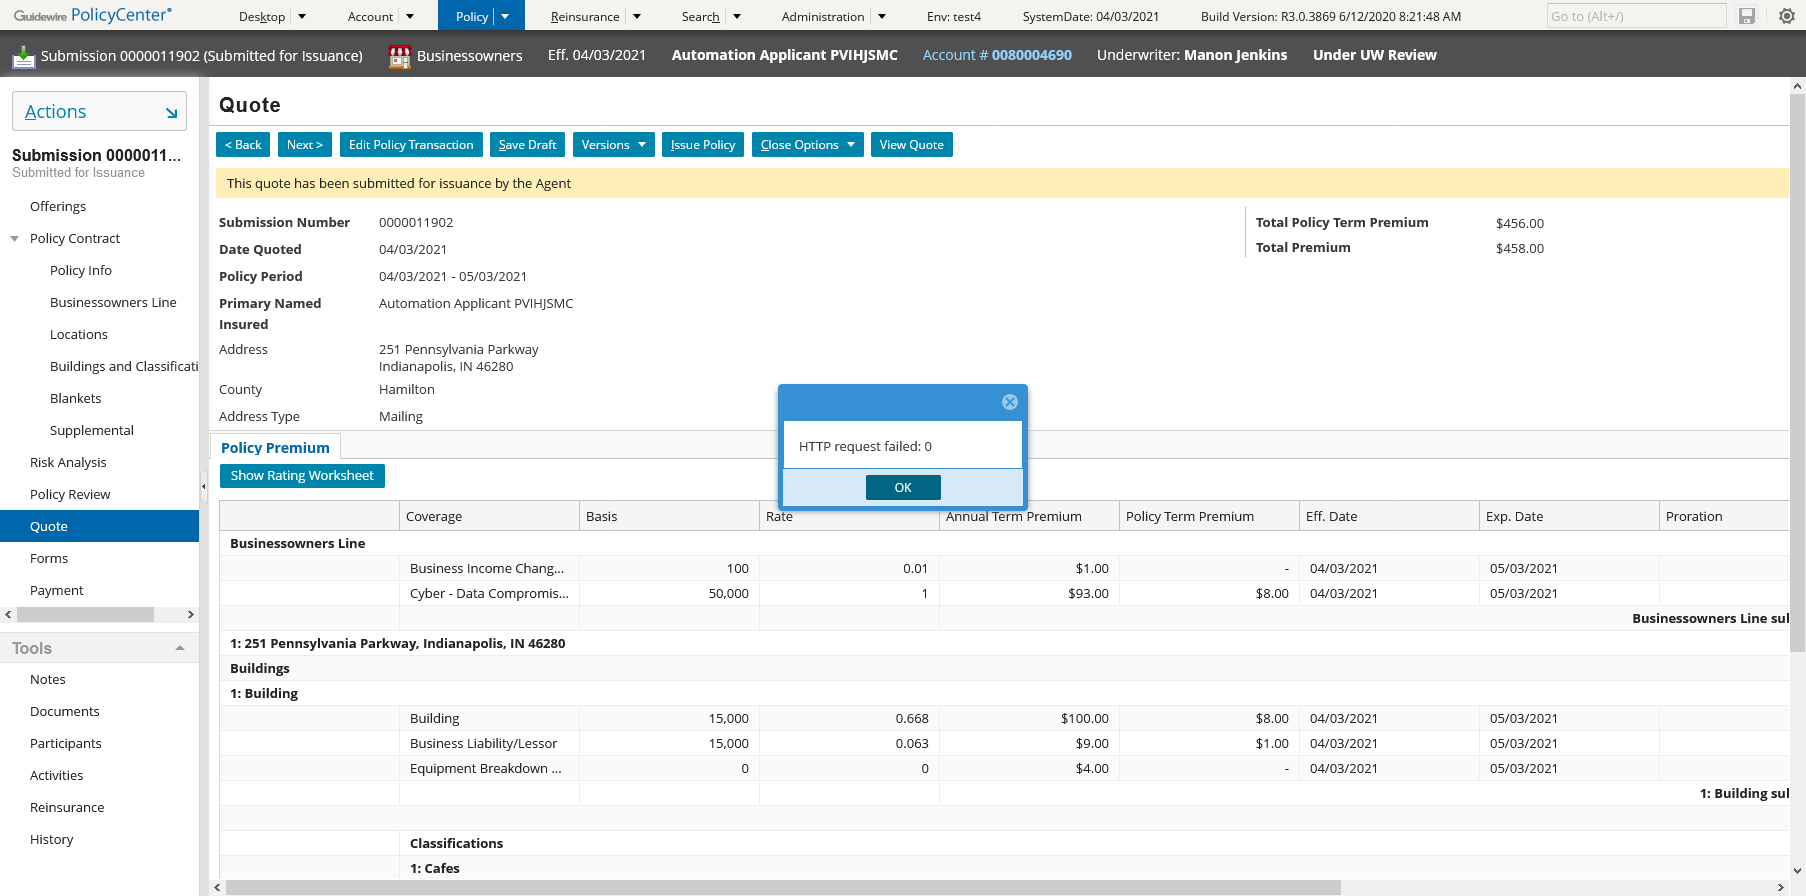 Guidewire PolicyCenter® Desktop Account Policy Reinsurance Search Administration Env: test4 SystemDate: 04/03/2021 Build Version: R3.0.3869 6/12/2020 8:21:48 AM Go to (Alt+/)
Submission 0000011902 (Submitted for Issuance) Businessowners Eff. 04/03/2021 Automation Applicant PVIHJSMC Account # 0080004690 Underwriter: Manon Jenkins Under UW Review
Actions
Submission 0000011...
Submitted for Issuance
Offerings
Policy Contract
Policy Info
Businessowners Line
Locations
Buildings and Classificati
Blankets
Supplemental
Risk Analysis
Policy Review
Quote
Forms
Payment
Tools
Notes
Documents
Participants
Activities
Reinsurance
History
Quote
< Back Next > Edit Policy Transaction Save Draft Versions Issue Policy Close Options View Quote
This quote has been submitted for issuance by the Agent
Submission Number 0000011902
Date Quoted 04/03/2021
Policy Period 04/03/2021 - 05/03/2021
Primary Named Automation Applicant PVIHJSMC
Insured
Address 251 Pennsylvania Parkway
Indianapolis, IN 46280
County Hamilton
Address Type Mailing
Total Policy Term Premium $456.00
Total Premium $458.00
HTTP request failed: 0
OK
Policy Premium
Show Rating Worksheet
Coverage Basis Rate Annual Term Premium Policy Term Premium Eff. Date Exp. Date Proration
Businessowners Line
Business Income Chang... 100 0.01 $1.00 - 04/03/2021 05/03/2021
Cyber - Data Compromis... 50,000 1 $93.00 $8.00 04/03/2021 05/03/2021
Businessowners Line sul
1: 251 Pennsylvania Parkway, Indianapolis, IN 46280
Buildings
1: Building
Building 15,000 0.668 $100.00 $8.00 04/03/2021 05/03/2021
Business Liability/Lessor 15,000 0.063 $9.00 $1.00 04/03/2021 05/03/2021
Equipment Breakdown ... 0 0 $4.00 - 04/03/2021 05/03/2021
1: Building sul
Classifications
1: Cafes